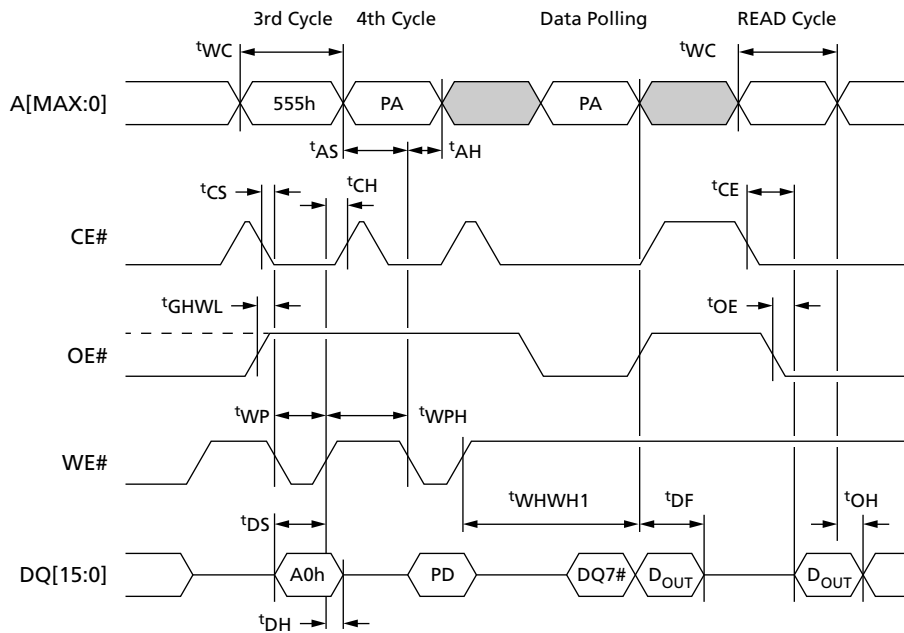 3rd Cycle 4th Cycle Data Polling READ Cycle
tWC tWC
A[MAX:0] 555h PA PA
tAS tAH
tCS tCH tCE
CE#
tGHWL tOE
OE#
tWP tWPH
WE#
tWHWH1 tDF tOH
tDS
DQ[15:0] A0h PD DQ7# DOUT DOUT
tDH